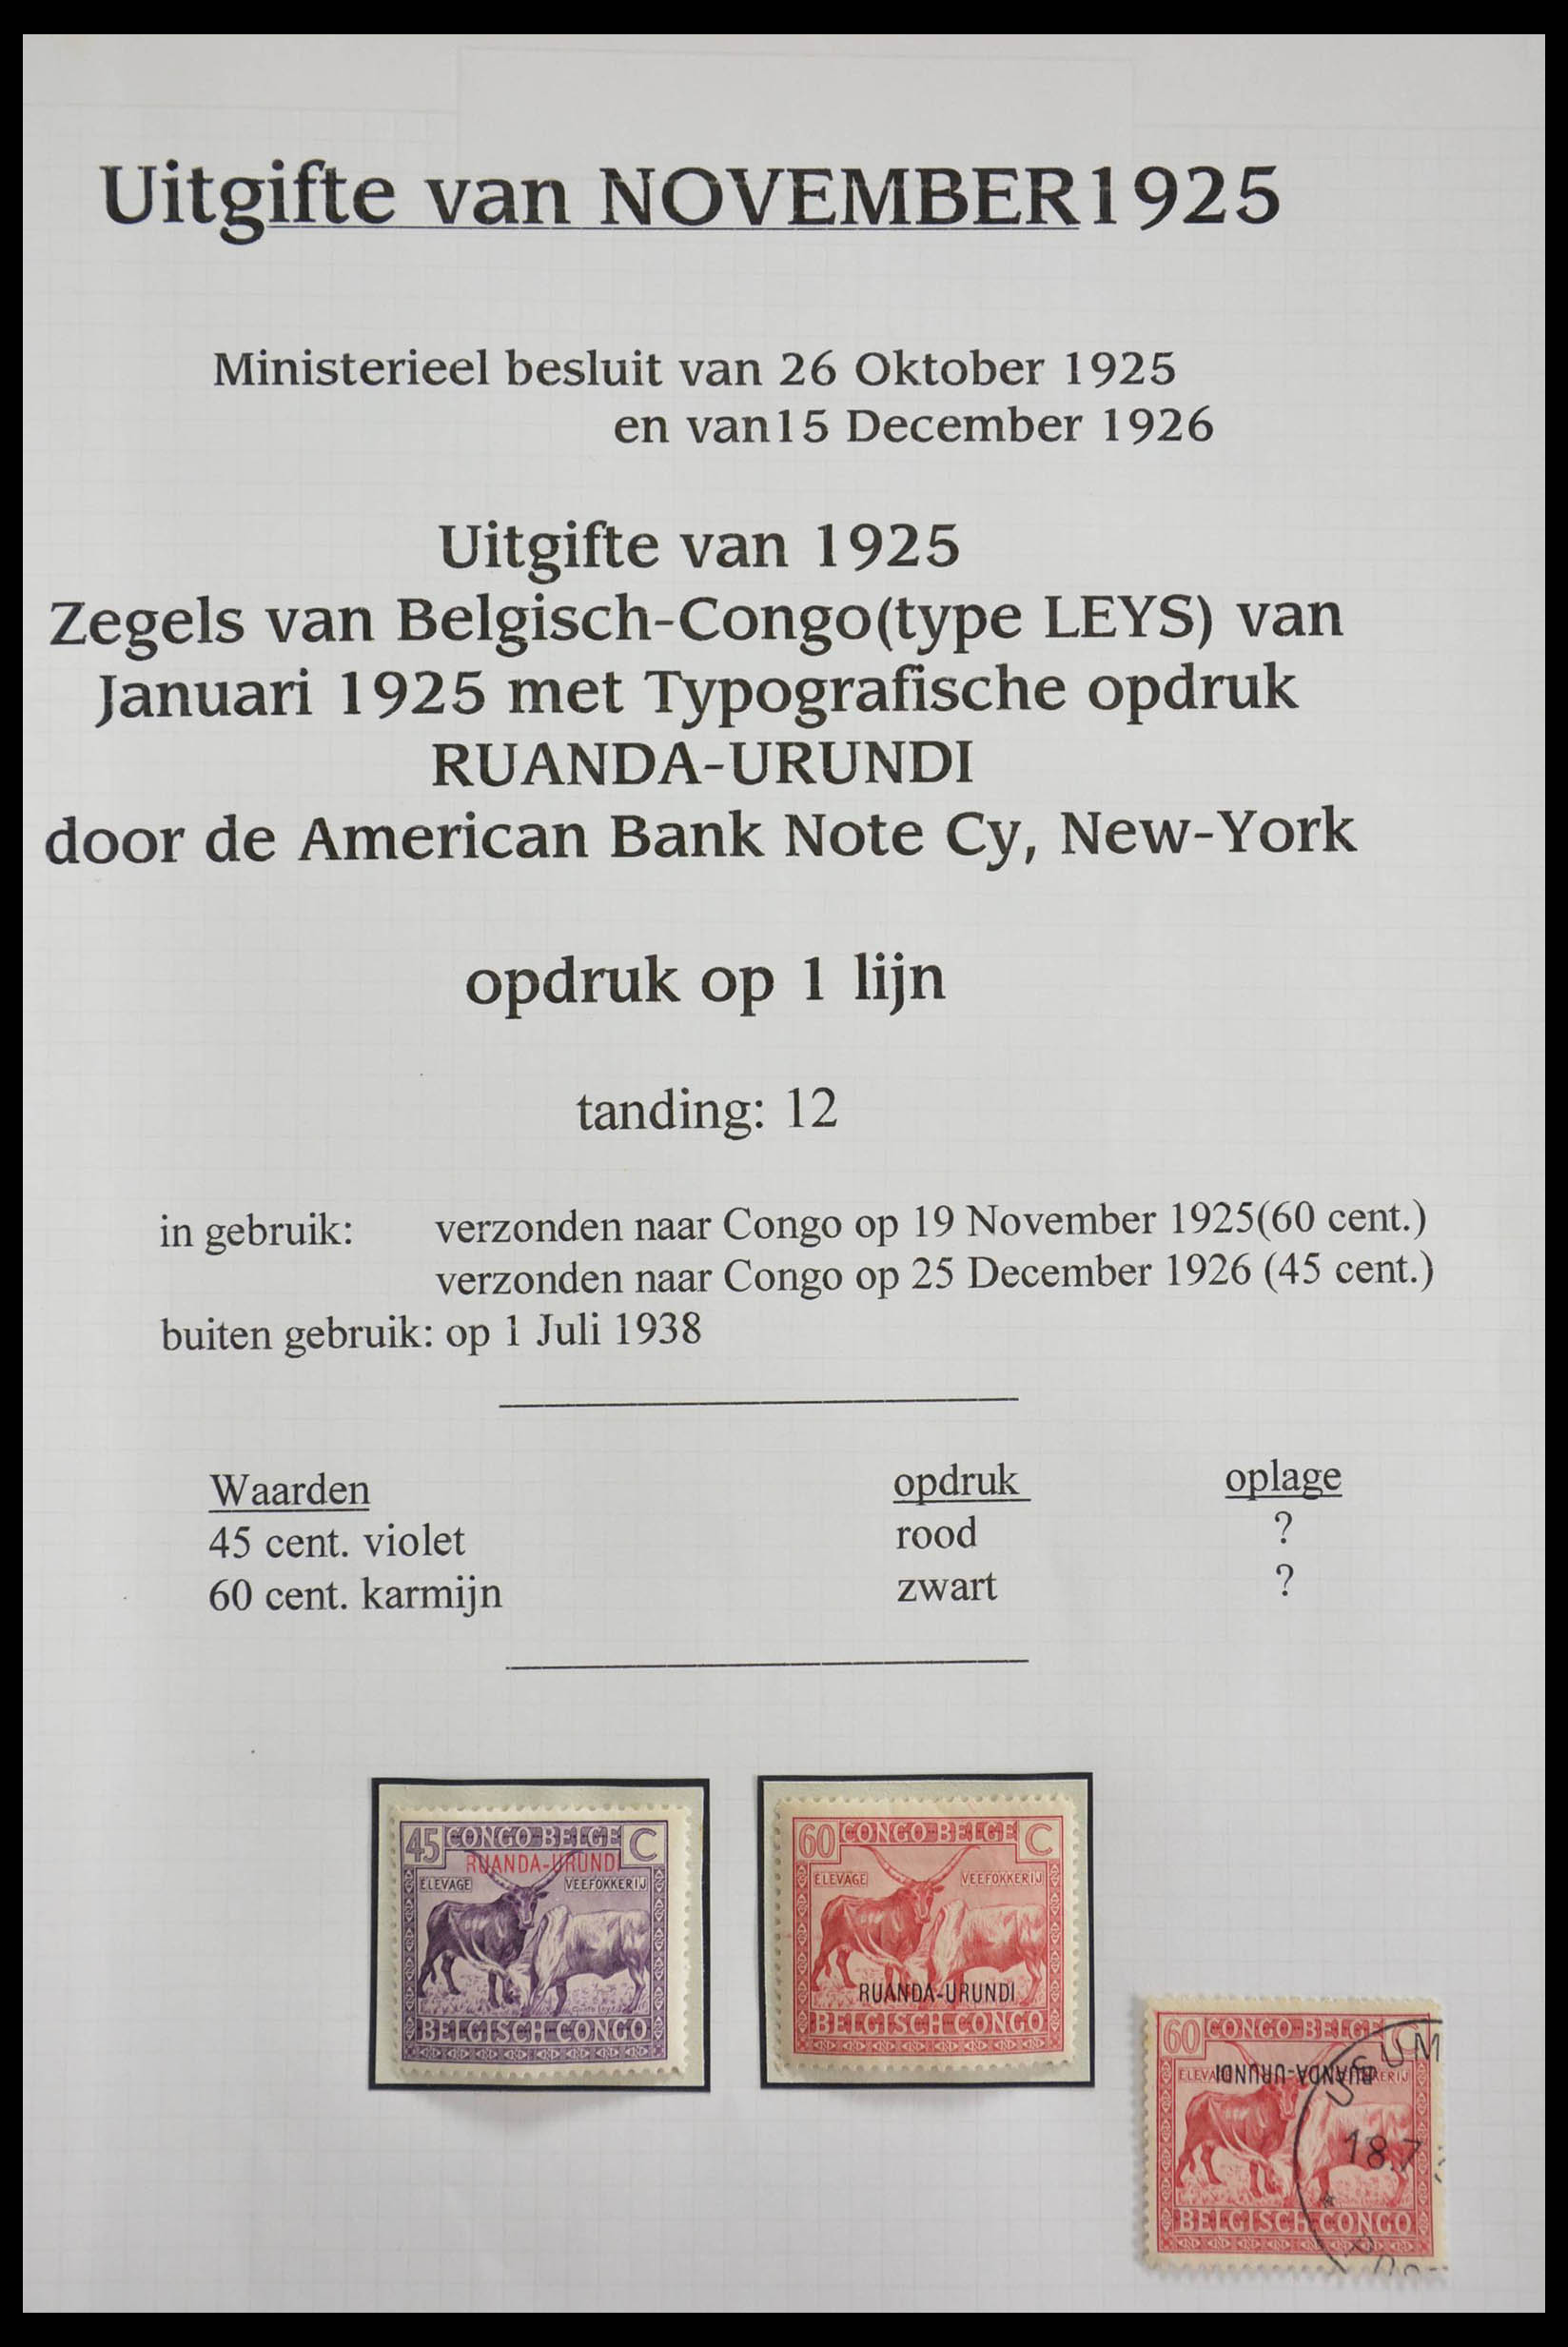 Uitgifte van NOVEMBER1925
Ministerieel besluit van 26 Oktober 1925
en van15 December 1926
Uitgifte van 1925
Zegels van Belgisch-Congo(type LEYS) van
Januari 1925 met Typografische opdruk
RUANDA-URUNDI
door de American Bank Note Cy, New-York
opdruk op 1 lijn
tanding: 12
in gebruik: verzonden naar Congo op 19 November 1925(60 cent.)
verzonden naar Congo op 25 December 1926 (45 cent.)
buiten gebruik: op 1 Juli 1938
Waarden opdruk oplage
45 cent. violet rood ?
60 cent. karmijn zwart ?
45 CONGO BELGE C
RUANDA-URUNDI
ELEVAGE VEEFOKKERIJ
BELGISCH CONGO
60 CONGO BELGE C
ELEVAGE VEEFOKKERIJ
RUANDA-URUNDI
BELGISCH CONGO
60 CONGO BELGE C
RUANDA-URUNDI
USUM
18.7
BELGISCH CONGO